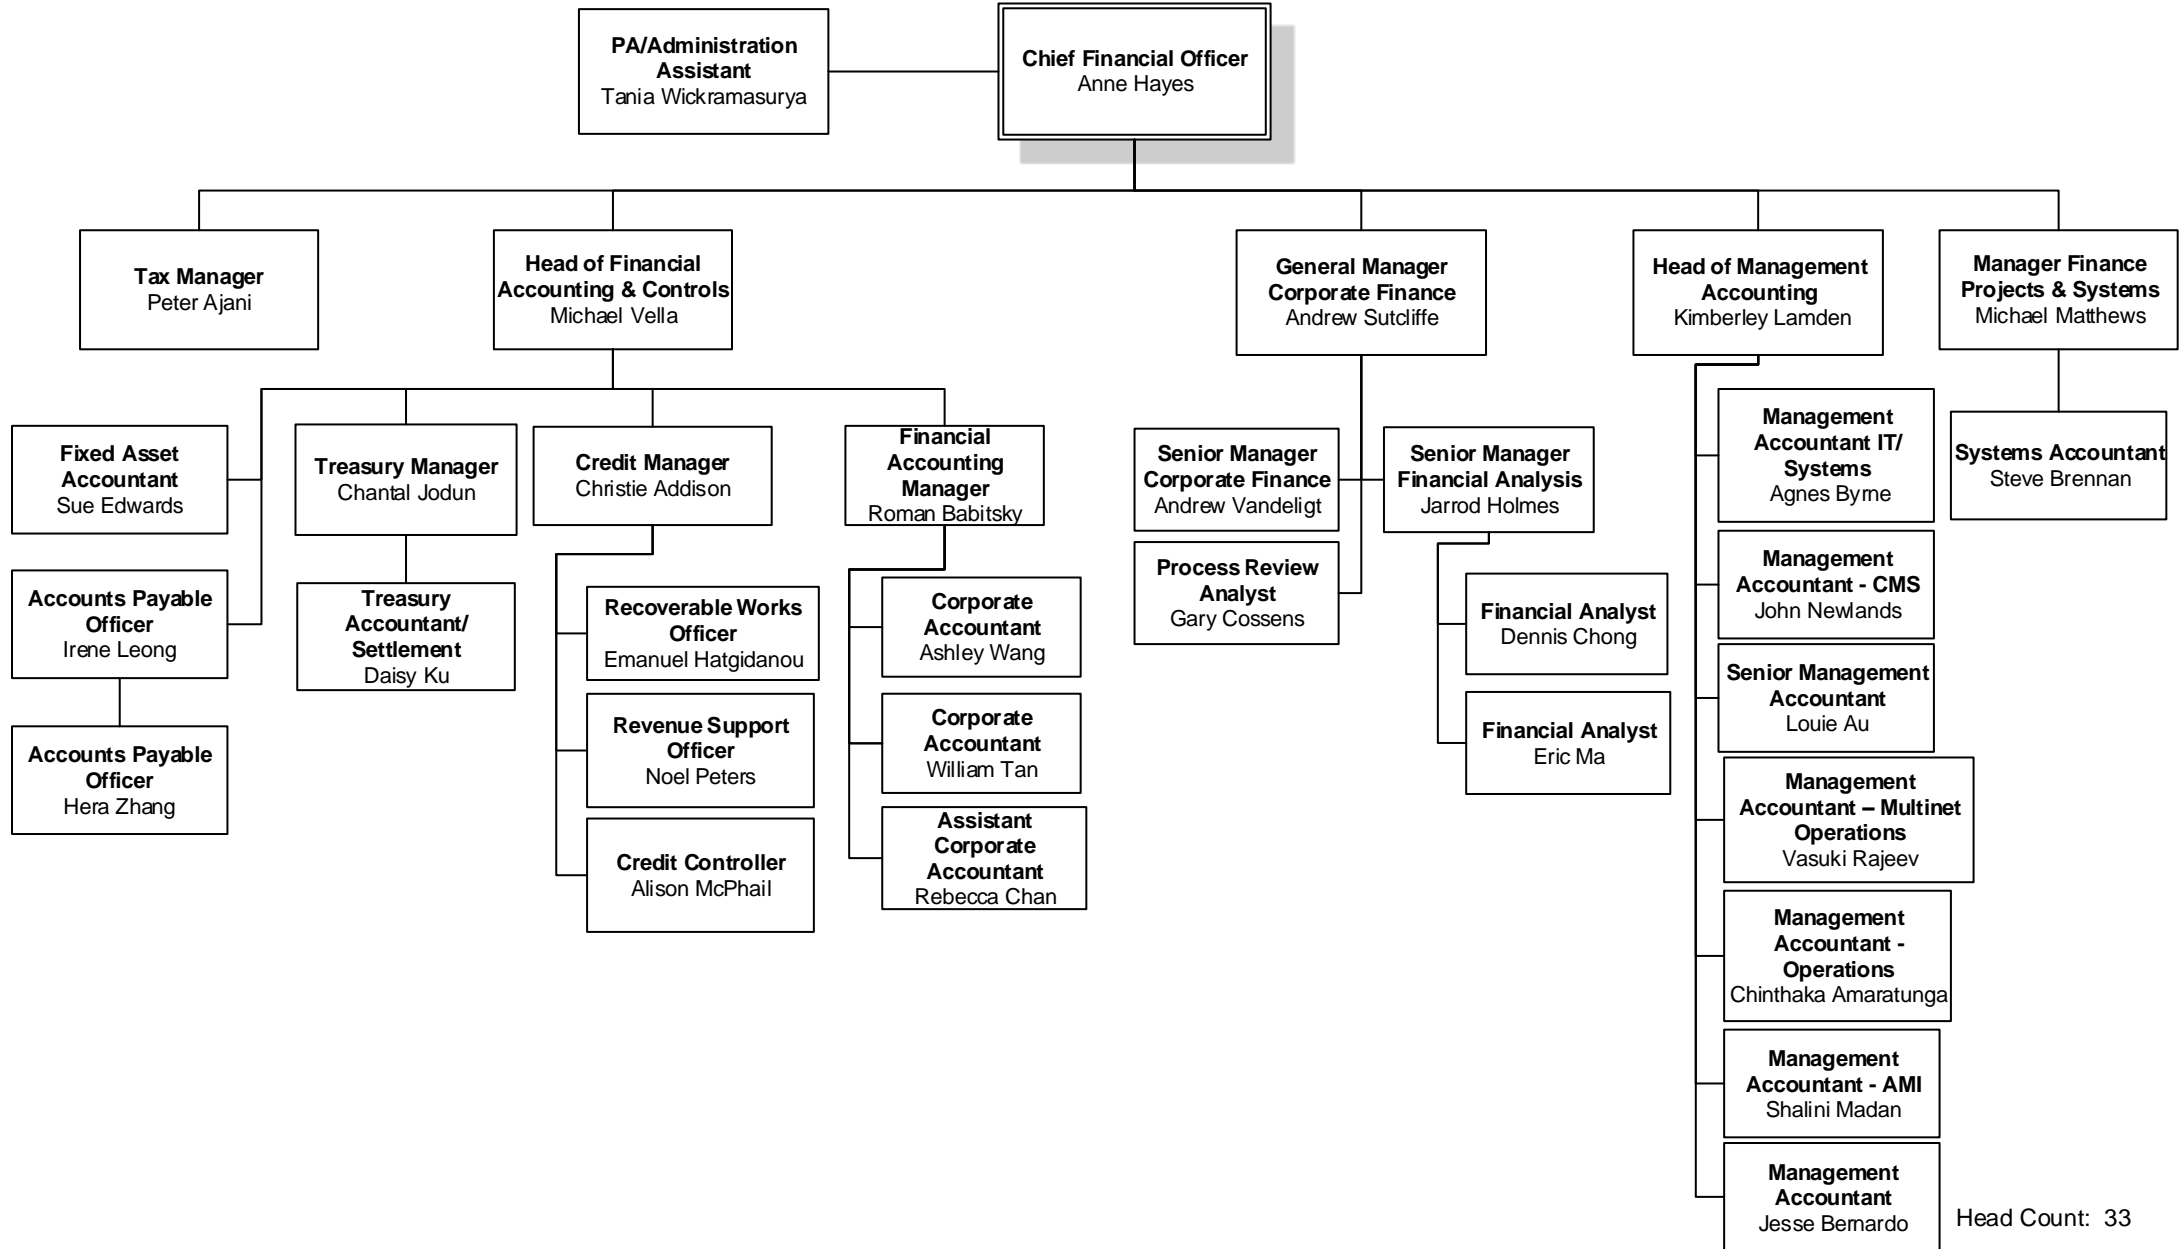 PA/Administration
Assistant
Tania Wickramasurya
Chief Financial Officer
Anne Hayes
Tax Manager
Peter Ajani
Head of Financial
Accounting & Controls
Michael Vella
General Manager
Corporate Finance
Andrew Sutcliffe
Head of Management
Accounting
Kimberley Lamden
Manager Finance
Projects & Systems
Michael Matthews
Fixed Asset
Accountant
Sue Edwards
Accounts Payable
Officer
Irene Leong
Accounts Payable
Officer
Hera Zhang
Treasury Manager
Chantal Jodun
Treasury
Accountant/
Settlement
Daisy Ku
Credit Manager
Christie Addison
Recoverable Works
Officer
Emanuel Hatgidanou
Revenue Support
Officer
Noel Peters
Credit Controller
Alison McPhail
Financial
Accounting
Manager
Roman Babitsky
Corporate
Accountant
Ashley Wang
Corporate
Accountant
William Tan
Assistant
Corporate
Accountant
Rebecca Chan
Senior Manager
Corporate Finance
Andrew Vandeligt
Process Review
Analyst
Gary Cossens
Senior Manager
Financial Analysis
Jarrod Holmes
Financial Analyst
Dennis Chong
Financial Analyst
Eric Ma
Management
Accountant IT/
Systems
Agnes Byrne
Management
Accountant - CMS
John Newlands
Senior Management
Accountant
Louie Au
Management
Accountant – Multinet
Operations
Vasuki Rajeev
Management
Accountant -
Operations
Chinthaka Amaratunga
Management
Accountant - AMI
Shalini Madan
Management
Accountant
Jesse Bernardo
Systems Accountant
Steve Brennan
Head Count: 33